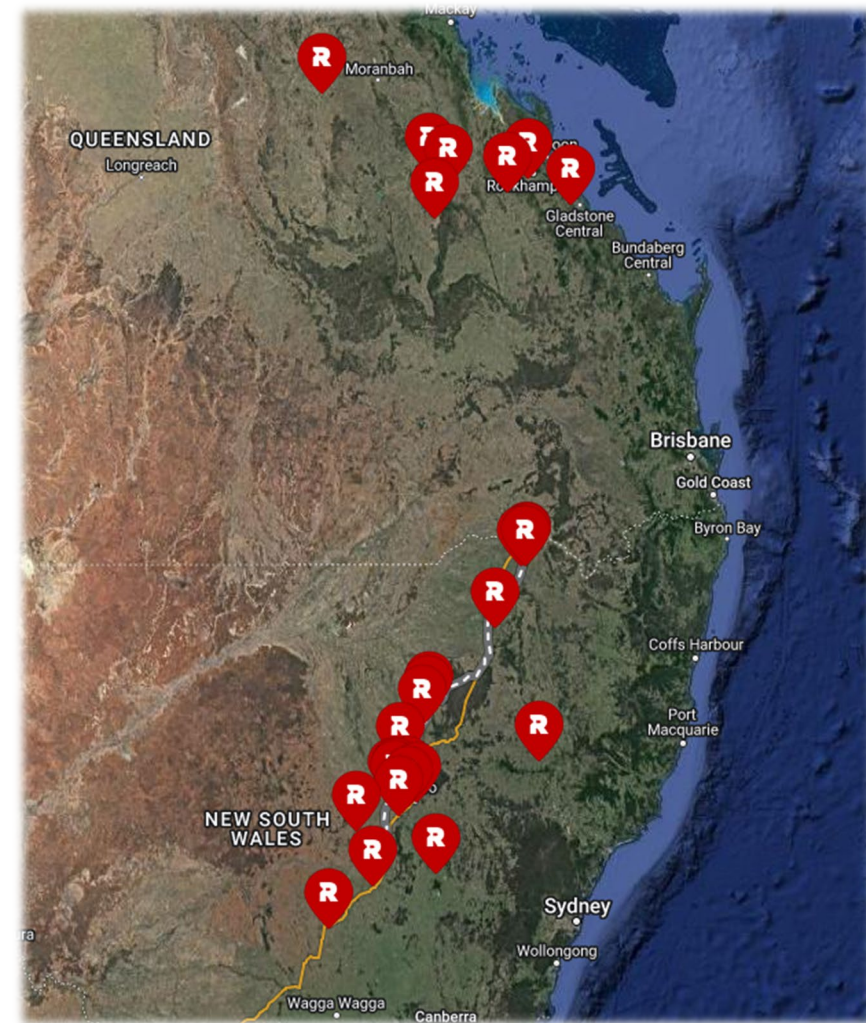 Mackay
R
Moranbah
QUEENSLAND
Longreach
R
R
R
R
R
R
Gladstone
Central
Bundaberg
Central
Brisbane
Gold Coast
R
Byron Bay
R
Coffs Harbour
R
R
R
Port
Macquarie
R
R
NEW SOUTH
WALES
R
R
R
Sydney
Wollongong
Wagga Wagga
Canberra